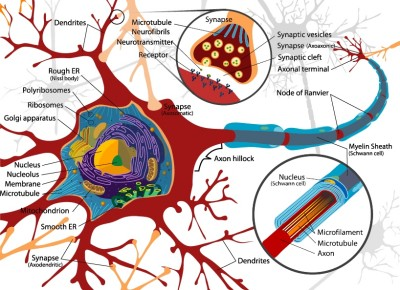 Dendrites
Microtubule
Neurofibrils
Neurotransmitter
Receptor
Synapse
Synaptic vesicles
Synapse (Axoaxonic)
Synaptic cleft
Axonal terminal
Rough ER
(Nissl body)
Polyribosomes
Ribosomes
Golgi apparatus
Synapse
(Axosomatic)
Node of Ranvier
Myelin Sheath
(Schwann cell)
Axon hillock
Nucleus
Nucleolus
Membrane
Microtubule
Mitochondrion
Smooth ER
Synapse
(Axodendritic)
Dendrites
Nucleus
(Schwann cell)
Microfilament
Microtubule
Axon